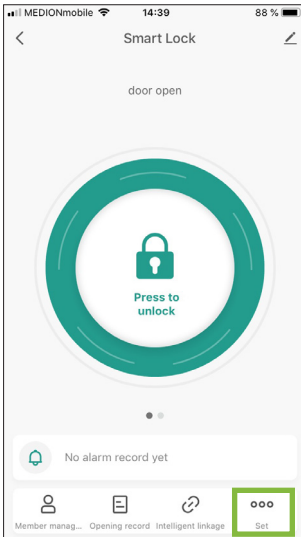 MEDIONmobile 14:39 88 %
Smart Lock
door open
Press to
unlock
No alarm record yet
Member manag... Opening record Intelligent linkage Set